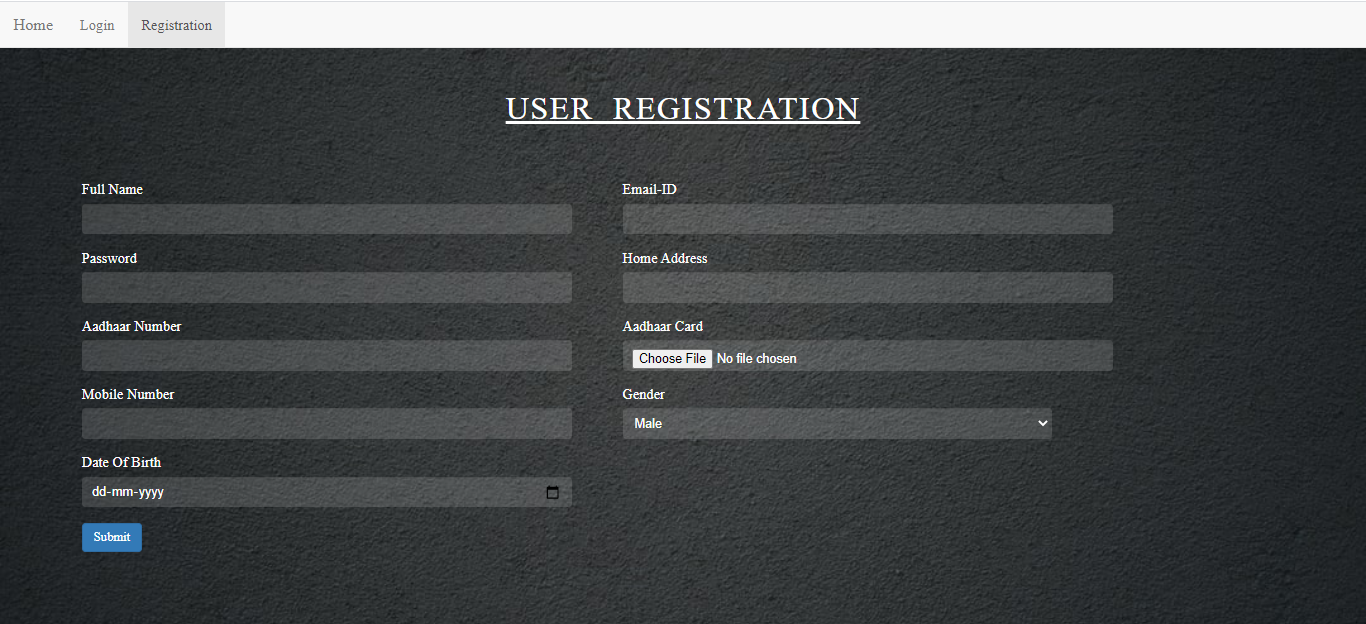 Home Login Registration
USER REGISTRATION
Full Name Email-ID
Password Home Address
Aadhaar Number Aadhaar Card
Choose File No file chosen
Mobile Number Gender
Male
Date Of Birth
dd-mm-yyyy
Submit